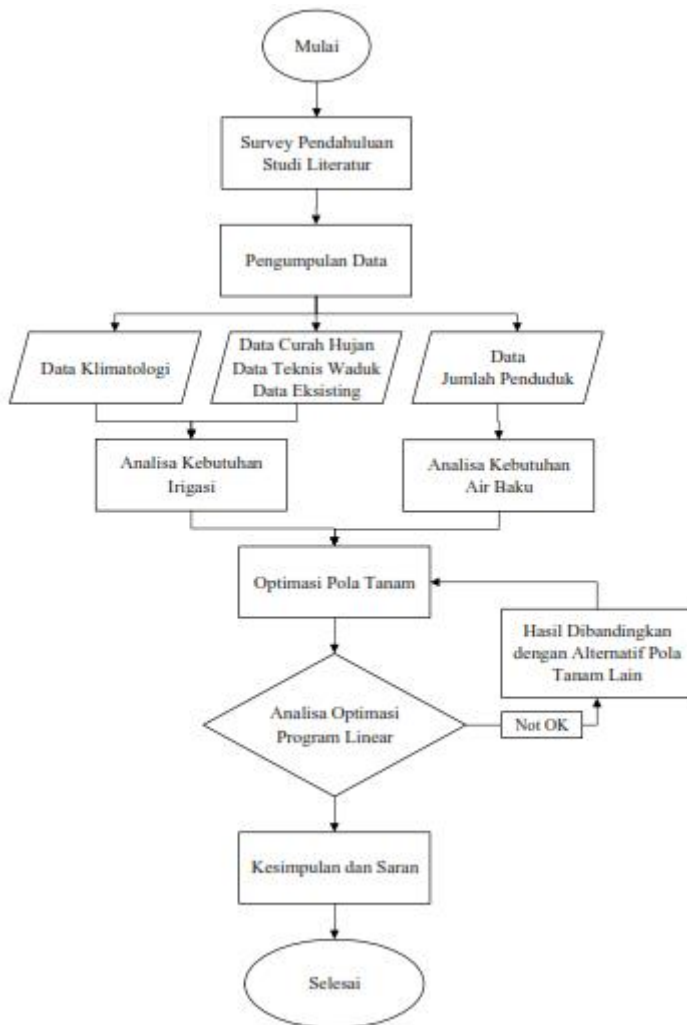 Mulai
Survey Pendahuluan
Studi Literatur
Pengumpulan Data
Data Klimatologi
Data Curah Hujan
Data Teknis Waduk
Data Eksisting
Data
Jumlah Penduduk
Analisa Kebutuhan
Irigasi
Analisa Kebutuhan
Air Baku
Optimasi Pola Tanam
Hasil Dibandingkan
dengan Alternatif Pola
Tanam Lain
Analisa Optimasi
Program Linear
Not OK
Kesimpulan dan Saran
Selesai